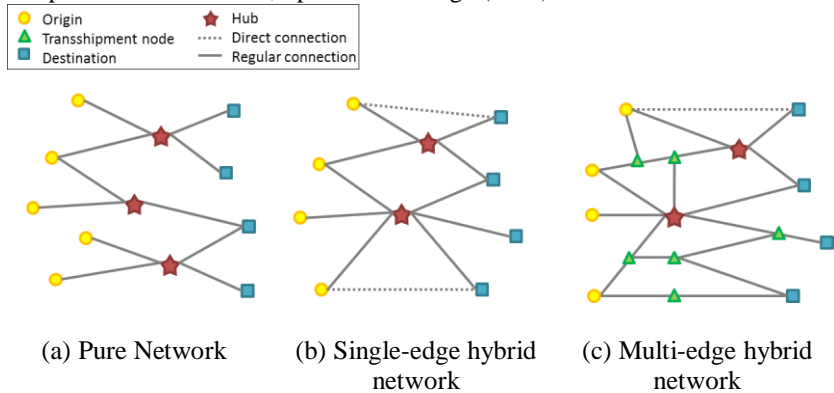 Origin
Hub
Transshipment node
Direct connection
Destination
Regular connection
(a) Pure Network
(b) Single-edge hybrid
network
(c) Multi-edge hybrid
network